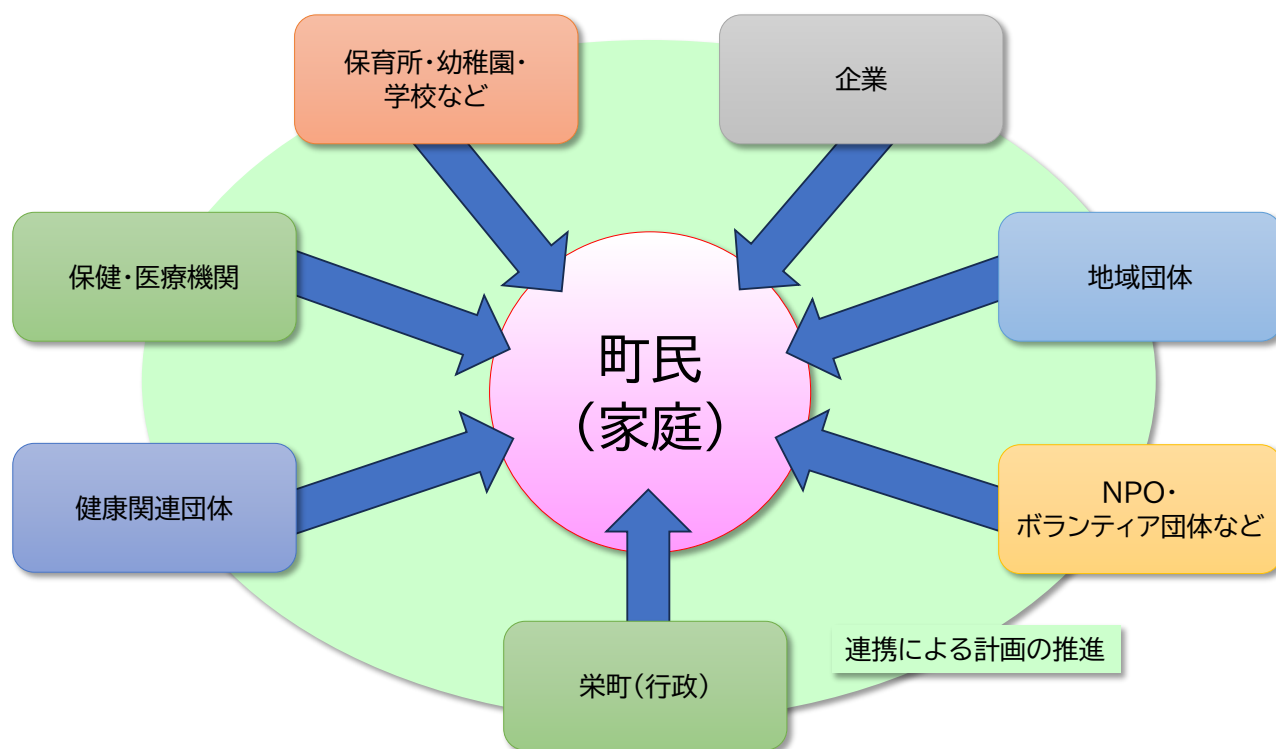 保育所・幼稚園・
学校など
企業
保健・医療機関
地域団体
町民
（家庭）
健康関連団体
NPO・
ボランティア団体など
連携による計画の推進
栄町（行政）